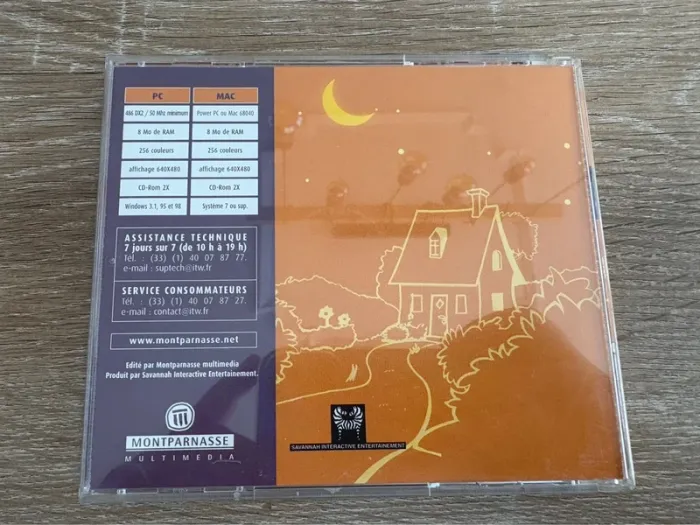 PC
MAC
486 DX2 / 50 Mhz minimum
Power PC ou Mac 68040
8 Mo de RAM
8 Mo de RAM
256 couleurs
256 couleurs
affichage 640X480
affichage 640X480
CD-Rom 2X
CD-Rom 2X
Windows 3.1, 95 et 98
Système 7 ou sup.
ASSISTANCE TECHNIQUE
7 jours sur 7 (de 10 h à 19 h)
Tél. : (33) (1) 40 07 87 77.
e-mail : suptech@itw.fr
SERVICE CONSOMMATEURS
Tél. : (33) (1) 40 07 87 27.
e-mail : contact@itw.fr
www.montparnasse.net
Edité par Montparnasse multimedia
Produit par Savannah Interactive Entertainement.
MONTPARNASSE
MULTIMEDIA
SAVANNAH INTERACTIVE ENTERTAINEMENT